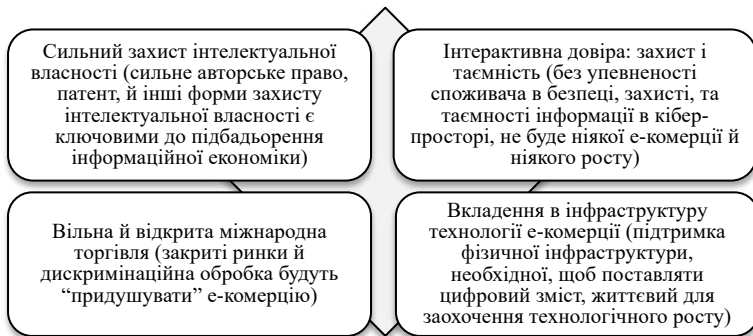 Сильний захист інтелектуальної
власності (сильне авторське право,
патент, й інші форми захисту
інтелектуальної власності є
ключовими до підбадьорення
інформаційної економіки)
Інтерактивна довіра: захист і
таємність (без упевненості
споживача в безпеці, захисті, та
таємності інформації в кібер-
просторі, не буде ніякої е-комерції й
ніякого росту)
Вільна й відкрита міжнародна
торгівля (закриті ринки й
дискримінаційна обробка будуть
“придушувати” е-комерцію)
Вкладення в інфраструктуру
технології е-комерції (підтримка
фізичної інфраструктури,
необхідної, щоб поставляти
цифровий зміст, життєвий для
заохочення технологічного росту)